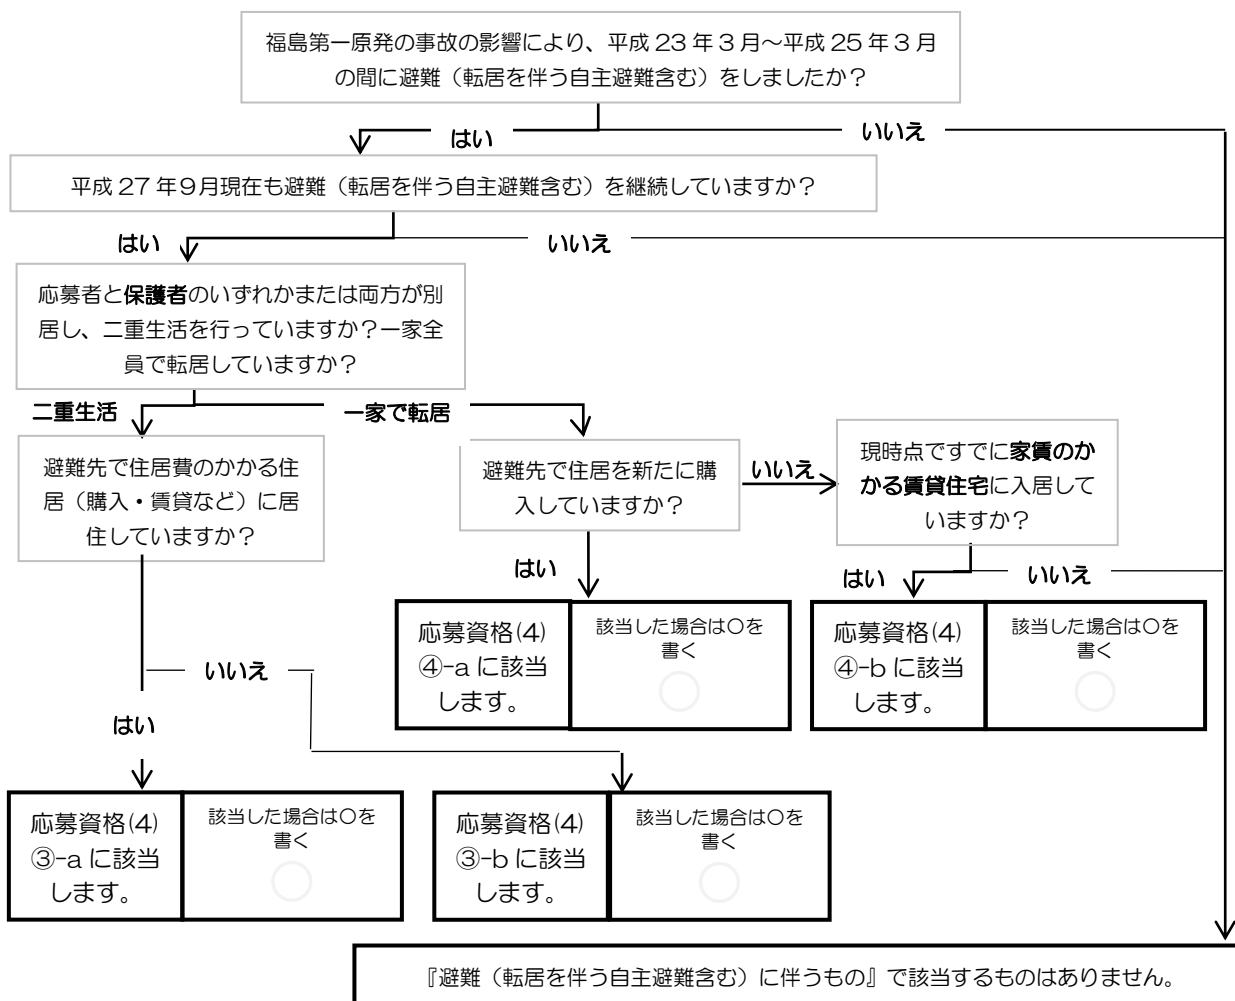 福島第一原発の事故の影響により、平成 23 年 3 月～平成 25 年 3 月
の間に避難（転居を伴う自主避難含む）をしましたか？
はい
いいえ
平成 27 年９月現在も避難（転居を伴う自主避難含む）を継続していますか？
はい
いいえ
応募者と保護者のいずれかまたは両方が別
居し、二重生活を行っていますか？一家全
員で転居していますか？
二重生活
一家で転居
避難先で住居費のかかる住
居（購入・賃貸など）に居
住していますか？
避難先で住居を新たに購
入していますか？
いいえ
現時点ですでに家賃のか
かる賃貸住宅に入居して
いますか？
はい
はい
いいえ
応募資格(4)
④-a に該当
します。
該当した場合は〇を
書く
応募資格(4)
④-b に該当
します。
該当した場合は〇を
書く
いいえ
はい
応募資格(4)
③-a に該当
します。
該当した場合は〇を
書く
応募資格(4)
③-b に該当
します。
該当した場合は〇を
書く
『避難（転居を伴う自主避難含む）に伴うもの』で該当するものはありません。